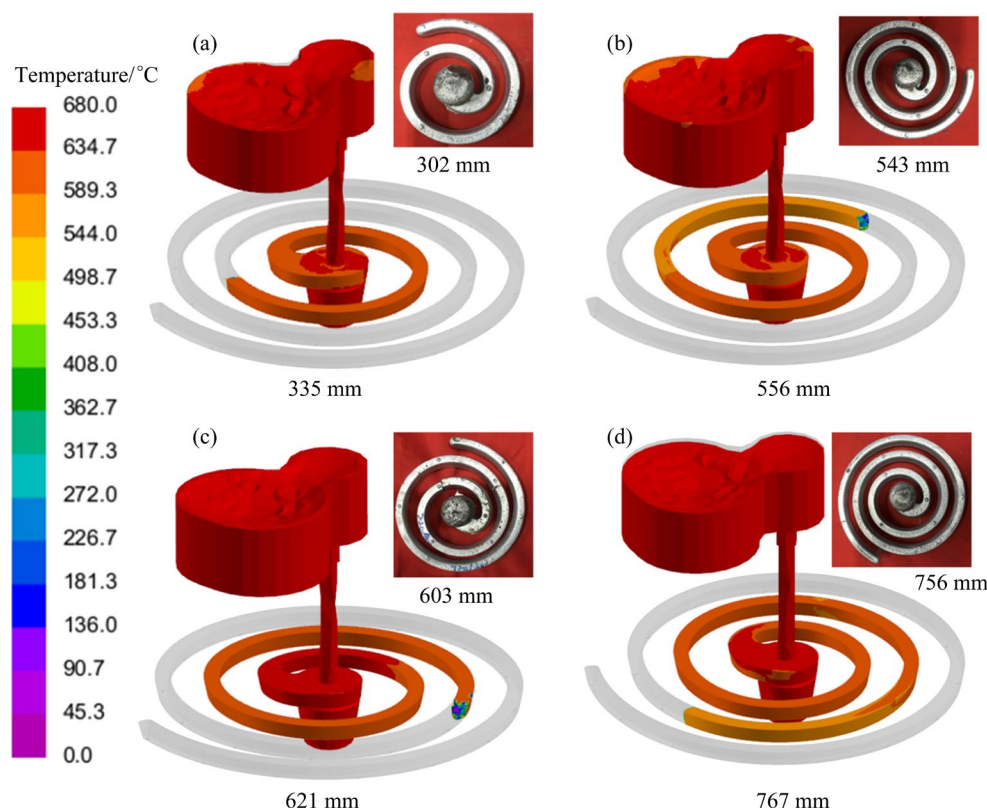 (a)
(b)
Temperature/°C
680.0
634.7
589.3
544.0
498.7
453.3
408.0
362.7
317.3
272.0
226.7
181.3
136.0
90.7
45.3
0.0
302 mm
543 mm
335 mm
556 mm
(c)
(d)
603 mm
756 mm
621 mm
767 mm